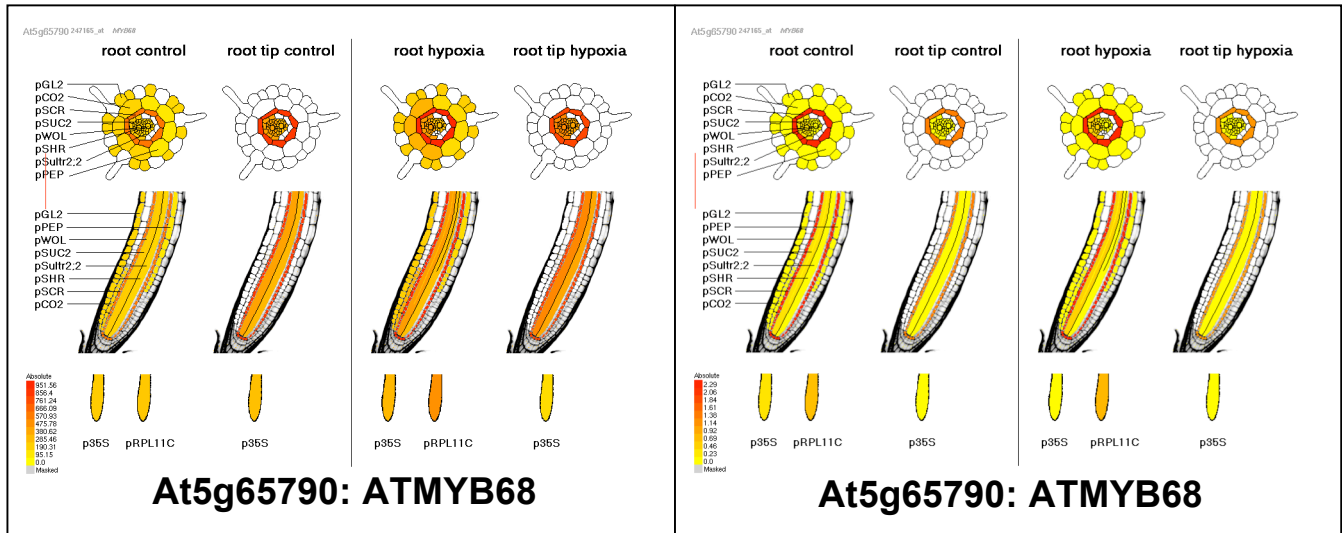 At5g65790 247165_at MYB68
root control root tip control root hypoxia root tip hypoxia
pGL2
pCO2
pSCR
pSUC2
pWOL
pSHR
pSultr2;2
pPEP
pGL2
pPEP
pWOL
pSUC2
pSultr2;2
pSHR
pSCR
pCO2
Absolute
951.56
856.4
761.24
666.09
570.93
475.78
380.62
285.46
190.31
95.15
0.0
Masked
p35S pRPL11C p35S p35S pRPL11C p35S
At5g65790: ATMYB68
At5g65790 247165_at MYB68
root control root tip control root hypoxia root tip hypoxia
pGL2
pCO2
pSCR
pSUC2
pWOL
pSHR
pSultr2;2
pPEP
pGL2
pPEP
pWOL
pSUC2
pSultr2;2
pSHR
pSCR
pCO2
Absolute
2.29
2.06
1.84
1.61
1.38
1.14
0.92
0.69
0.46
0.23
0.0
Masked
p35S pRPL11C p35S p35S pRPL11C p35S
At5g65790: ATMYB68